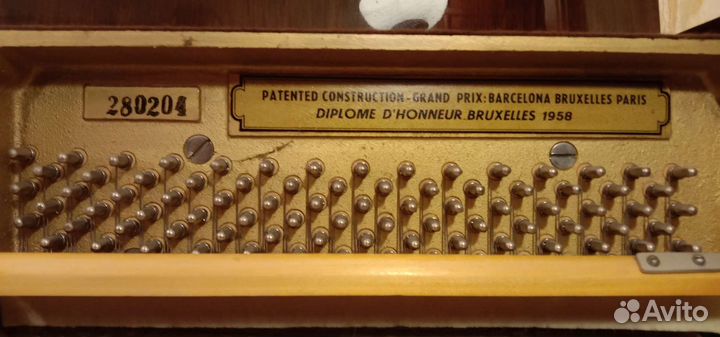 280204
PATENTED CONSTRUCTION-GRAND PRIX: BARCELONA BRUXELLES PARIS
DIPLOME D'HONNEUR BRUXELLES 1958
Avito